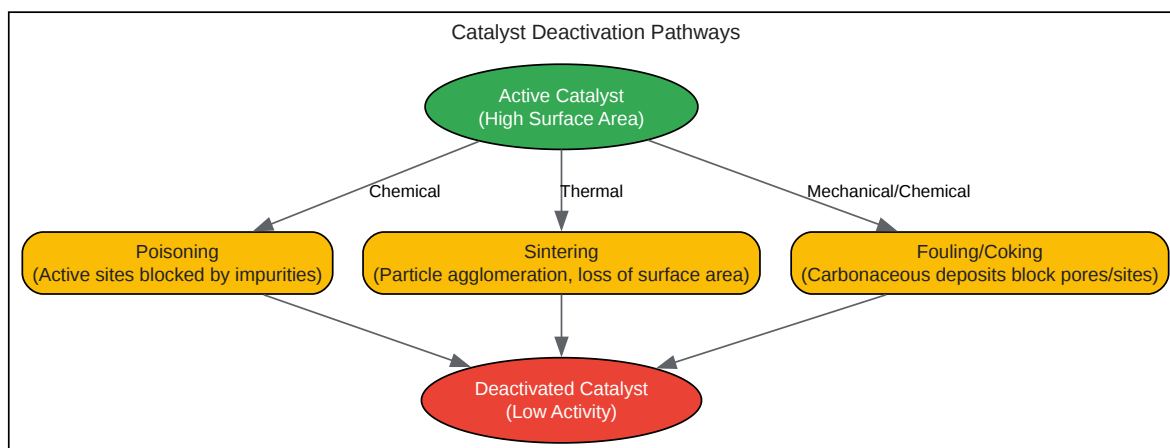 Catalyst Deactivation Pathways
Active Catalyst
(High Surface Area)
Chemical
Thermal
Mechanical/Chemical
Poisoning
(Active sites blocked by impurities)
Sintering
(Particle agglomeration, loss of surface area)
Fouling/Coking
(Carbonaceous deposits block pores/sites)
Deactivated Catalyst
(Low Activity)